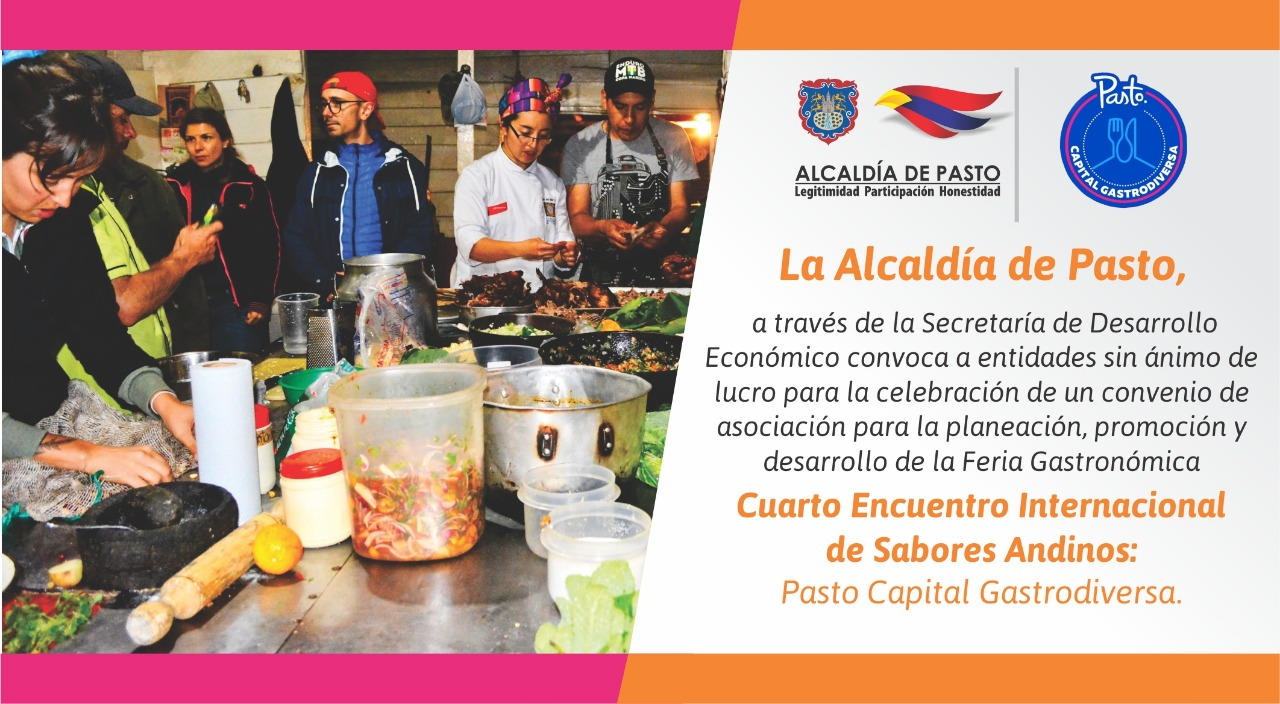 ENDURO
MTB
ALCALDÍA DE PASTO
Legitimidad Participación Honestidad
Pasto.
CAPITAL GASTRODIVERSA
La Alcaldía de Pasto,
a través de la Secretaría de Desarrollo
Económico convoca a entidades sin ánimo de
lucro para la celebración de un convenio de
asociación para la planeación, promoción y
desarrollo de la Feria Gastronómica
Cuarto Encuentro Internacional
de Sabores Andinos:
Pasto Capital Gastrodiversa.